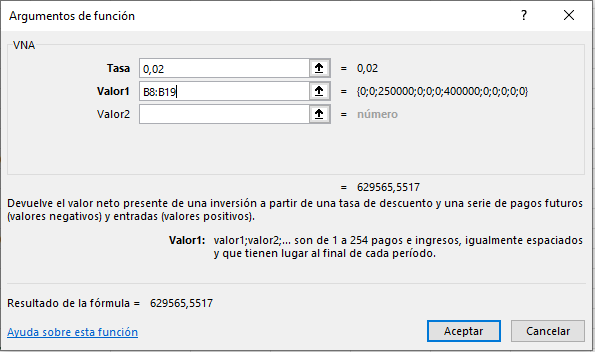 Argumentos de función ? ×
VNA
Tasa 0,02 = 0,02
Valor1 B8:B19 = {0;0;250000;0;0;0;400000;0;0;0;0;0}
Valor2 = número
= 629565,5517
Devuelve el valor neto presente de una inversión a partir de una tasa de descuento y una serie de pagos futuros
(valores negativos) y entradas (valores positivos).
Valor1: valor1;valor2;... son de 1 a 254 pagos e ingresos, igualmente espaciados
y que tienen lugar al final de cada período.
Resultado de la fórmula = 629565,5517
Ayuda sobre esta función
Aceptar Cancelar